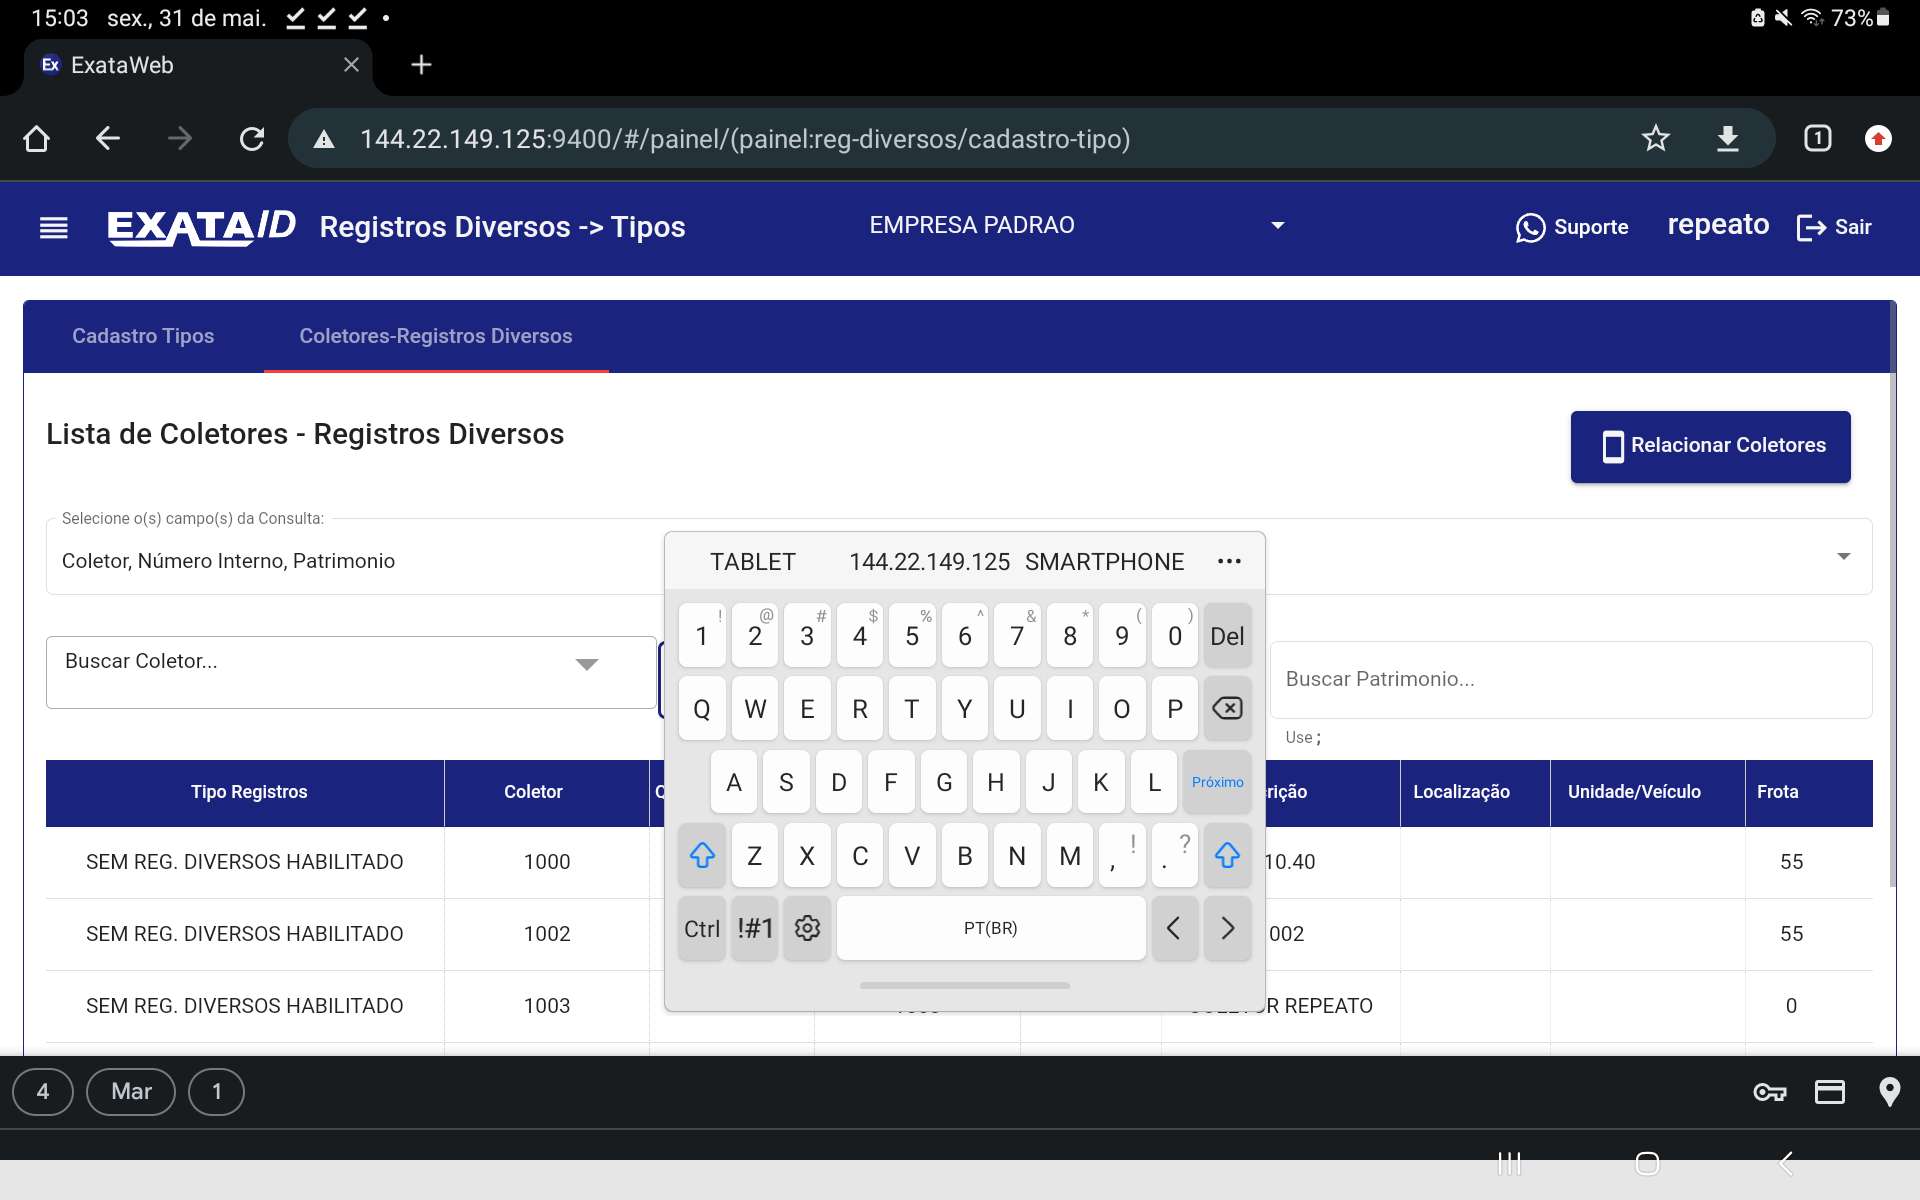 15:03 sex., 31 de mai. 73%
Ex ExataWeb
144.22.149.125:9400/#/painel/(painel:reg-diversos/cadastro-tipo) 1
EXATA/D Registros Diversos -> Tipos EMPRESA PADRAO Suporte repeato Sair
Cadastro Tipos Coletores-Registros Diversos
Lista de Coletores - Registros Diversos Relacionar Coletores
Selecione o(s) campo(s) da Consulta:
Coletor, Número Interno, Patrimonio
TABLET 144.22.149.125 SMARTPHONE ...
! @ # $ % ^ & * ( )
1 2 3 4 5 6 7 8 9 0 Del
Buscar Coletor... Buscar Patrimonio...
Q W E R T Y U I O P
Use ;
A S D F G H J K L Próximo
Tipo Registros Coletor rição Localização Unidade/Veículo Frota
Z X C V B N M , ! . ?
SEM REG. DIVERSOS HABILITADO 1000 10.40 55
Ctrl !#1 PT(BR) < >
SEM REG. DIVERSOS HABILITADO 1002 002 55
SEM REG. DIVERSOS HABILITADO 1003 R REPEATO 0
4 Mar 1